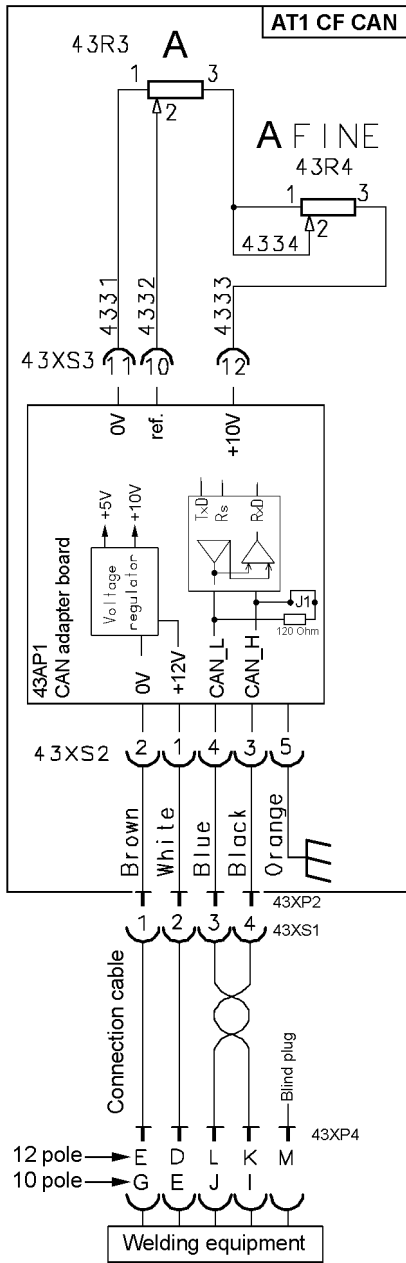 AT1 CF CAN
43R3 A
1 3
2
A FINE
43R4
1 3
2
4334
4331 4332 4333
43XS3 11 10 12
0V ref. +10V
+5V +10V
Voltage regulator
TxD Rs RxD
J1
120 Ohm
43AP1
CAN adapter board
0V +12V CAN_L CAN_H
43XS2 2 1 4 3 5
Brown White Blue Black Orange
43XP2
1 2 3 4 43XS1
Connection cable
Blind plug
43XP4
12 pole E D L K M
10 pole G E J I
Welding equipment